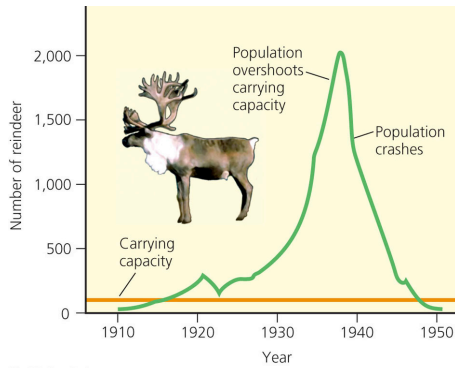 2,000
Population
overshoots
carrying
capacity
1,500
Population
crashes
Number of reindeer
1,000
500
Carrying
capacity
0
1910 1920 1930 1940 1950
Year